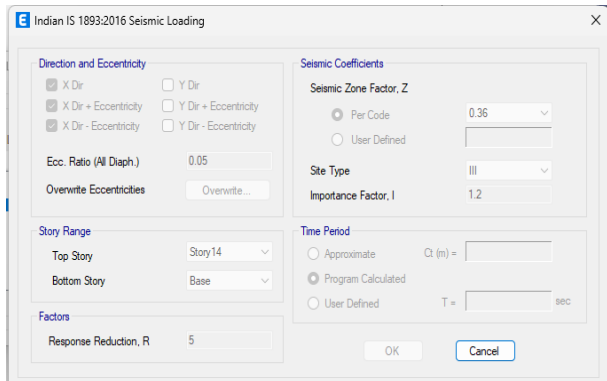 E Indian IS 1893:2016 Seismic Loading
Direction and Eccentricity
X Dir Y Dir
X Dir + Eccentricity Y Dir + Eccentricity
X Dir - Eccentricity Y Dir - Eccentricity
Ecc. Ratio (All Diaph.) 0.05
Overwrite Eccentricities Overwrite...
Story Range
Top Story Story14
Bottom Story Base
Factors
Response Reduction, R 5
Seismic Coefficients
Seismic Zone Factor, Z
Per Code 0.36
User Defined
Site Type III
Importance Factor, I 1.2
Time Period
Approximate Ct (m) =
Program Calculated
User Defined T = sec
OK Cancel